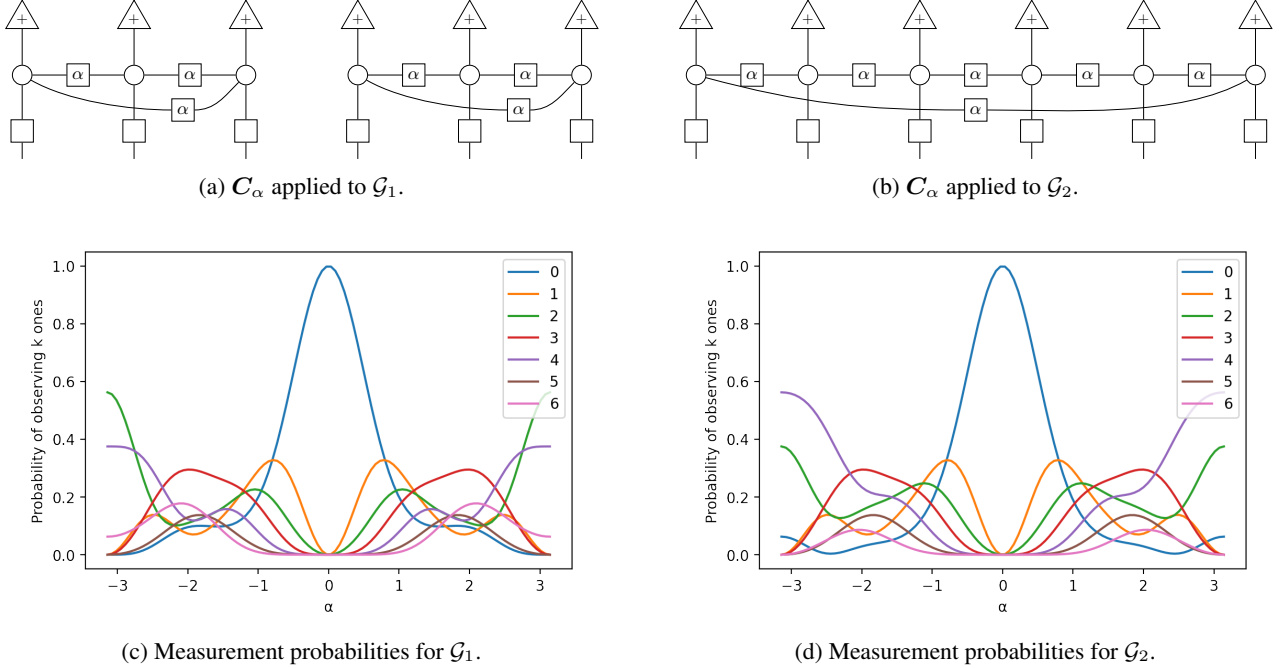 + + + + + + + + + + + +
α α α α α α α α α
α α α
(a) Cα applied to G1.
(b) Cα applied to G2.
Probability of observing k ones
1.0
0.8
0.6
0.4
0.2
0.0
−3 −2 −1 0 1 2 3
α
0
1
2
3
4
5
6
Probability of observing k ones
1.0
0.8
0.6
0.4
0.2
0.0
−3 −2 −1 0 1 2 3
α
0
1
2
3
4
5
6
(c) Measurement probabilities for G1.
(d) Measurement probabilities for G2.